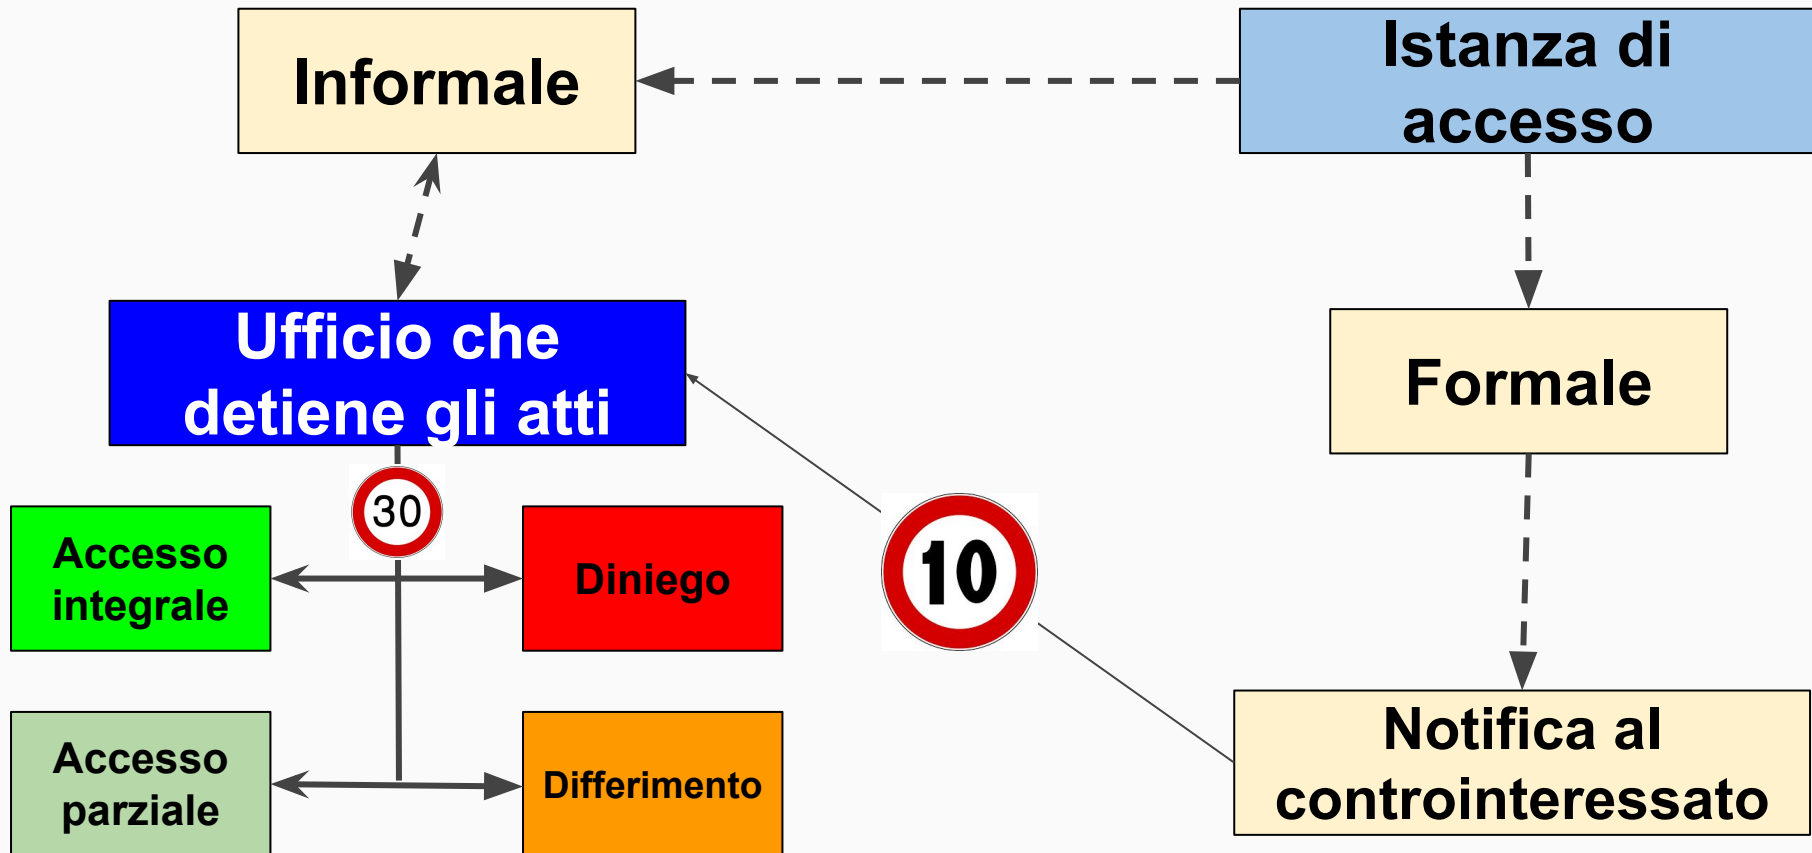 Informale
Istanza di
accesso
Ufficio che
detiene gli atti
Formale
30
10
Accesso
integrale
Diniego
Accesso
parziale
Differimento
Notifica al
controinteressato